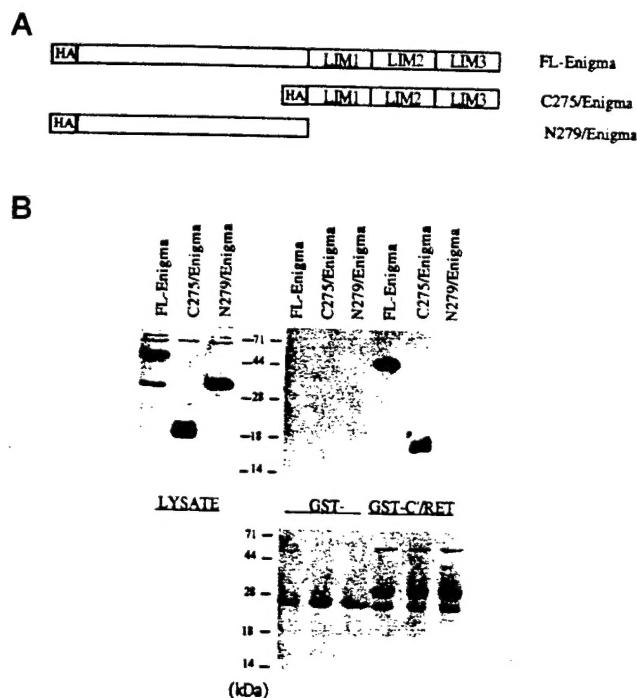 A
HA LIM1 LIM2 LIM3 FL-Enigma
HA LIM1 LIM2 LIM3 C275/Enigma
HA N279/Enigma
B
FL-Enigma C275/Enigma N279/Enigma FL-Enigma C275/Enigma N279/Enigma FL-Enigma C275/Enigma N279/Enigma
–71 –
–44 –
–28 –
–18 –
–14 –
LYSATE GST- GST-C'/RET
71 –
44 –
28 –
18 –
14 –
(kDa)